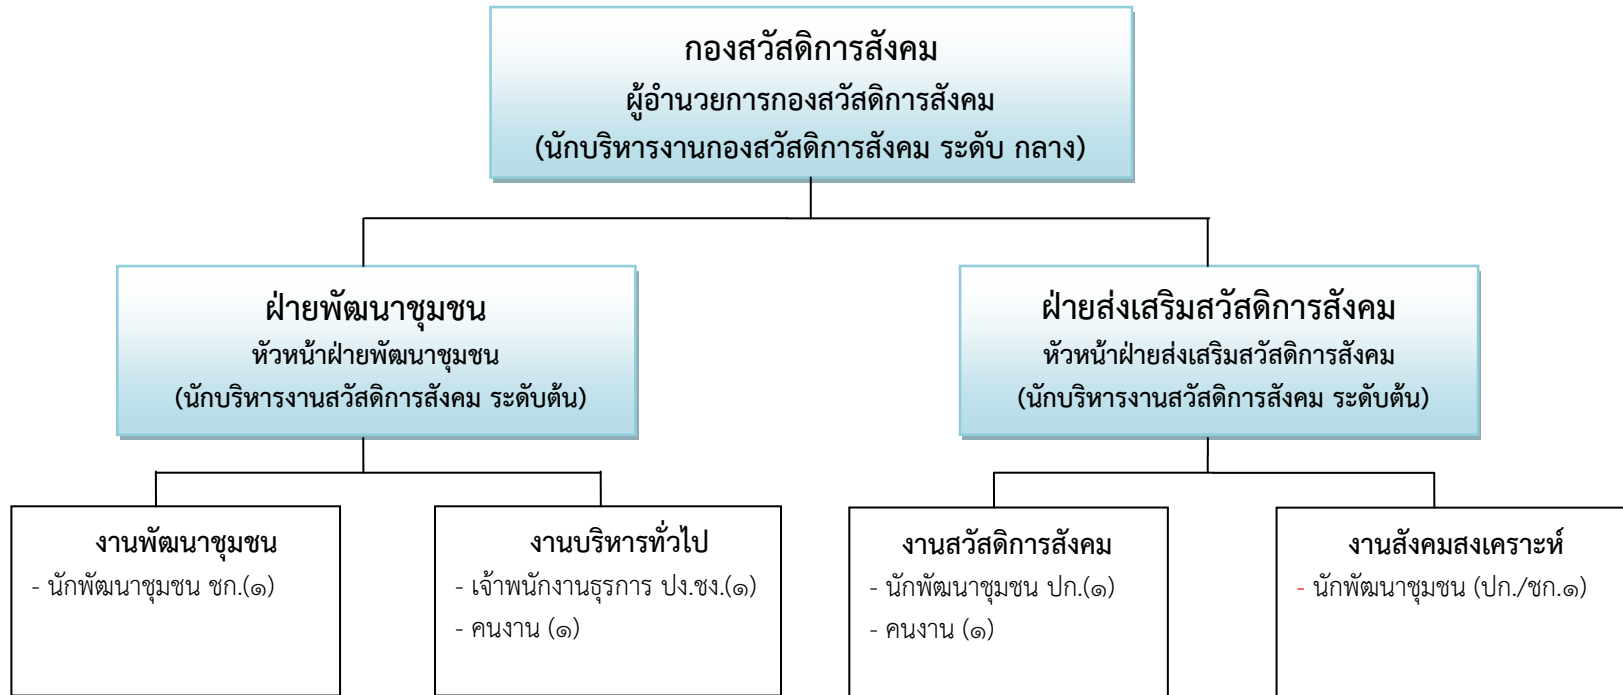 กองสวัสดิการสังคม
ผู้อำนวยการกองสวัสดิการสังคม
(นักบริหารงานกองสวัสดิการสังคม ระดับ กลาง)
ฝ่ายพัฒนาชุมชน
หัวหน้าฝ่ายพัฒนาชุมชน
(นักบริหารงานสวัสดิการสังคม ระดับต้น)
ฝ่ายส่งเสริมสวัสดิการสังคม
หัวหน้าฝ่ายส่งเสริมสวัสดิการสังคม
(นักบริหารงานสวัสดิการสังคม ระดับต้น)
งานพัฒนาชุมชน
- นักพัฒนาชุมชน ชก.(๑)
งานบริหารทั่วไป
- เจ้าพนักงานธุรการ ปง.ชง.(๑)
- คนงาน (๑)
งานสวัสดิการสังคม
- นักพัฒนาชุมชน ปก.(๑)
- คนงาน (๑)
งานสังคมสงเคราะห์
- นักพัฒนาชุมชน (ปก./ชก.๑)